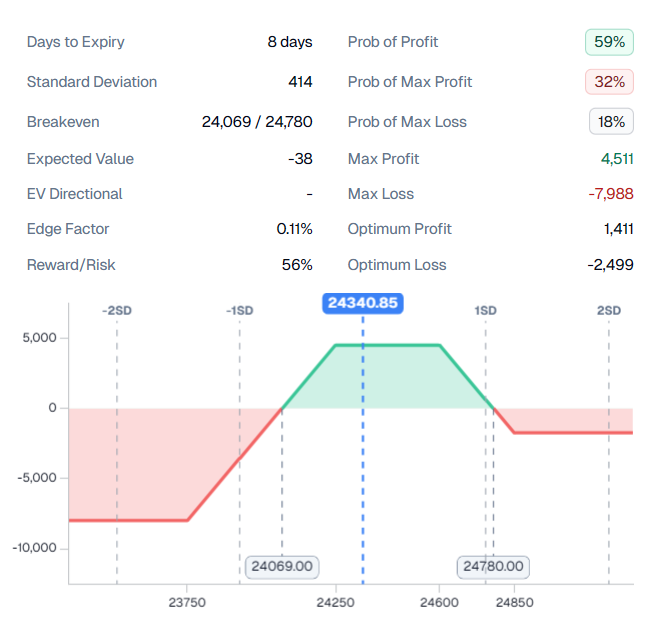 Days to Expiry 8 days Prob of Profit 59%
Standard Deviation 414 Prob of Max Profit 32%
Breakeven 24,069 / 24,780 Prob of Max Loss 18%
Expected Value -38 Max Profit 4,511
EV Directional - Max Loss -7,988
Edge Factor 0.11% Optimum Profit 1,411
Reward/Risk 56% Optimum Loss -2,499
-2SD -1SD 24340.85 1SD 2SD
5,000
0
-5,000
-10,000
24069.00 24780.00
23750 24250 24600 24850